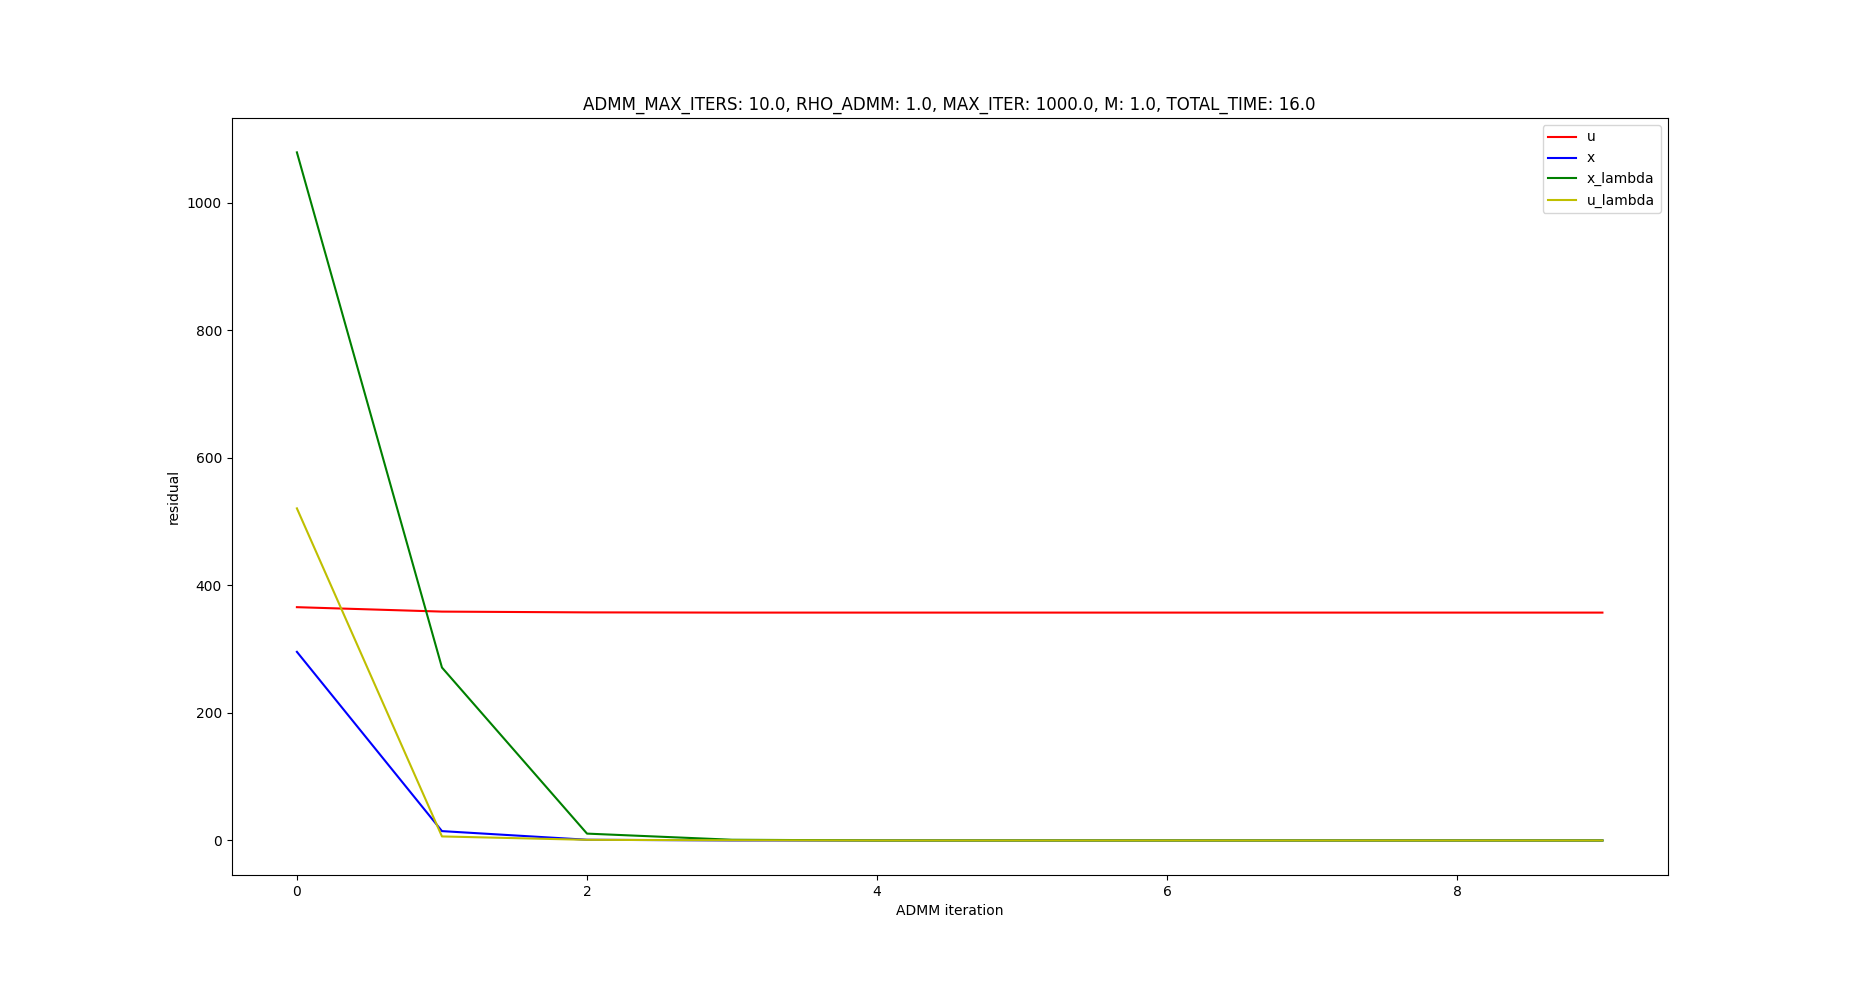 ADMM_MAX_ITERS: 10.0, RHO_ADMM: 1.0, MAX_ITER: 1000.0, M: 1.0, TOTAL_TIME: 16.0
u
x
x_lambda
u_lambda
1000
800
600
400
200
0
residual
0 2 4 6 8
ADMM iteration